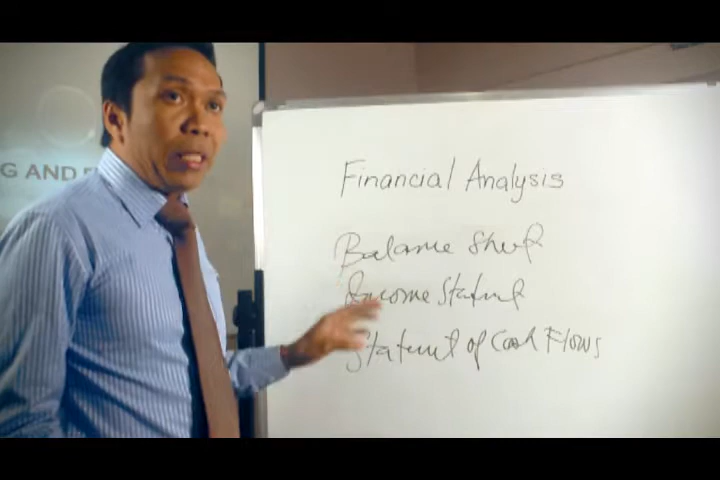 G AND F
Financial Analysis
Balance Sheet
Income Statement
Statement of Cash Flows